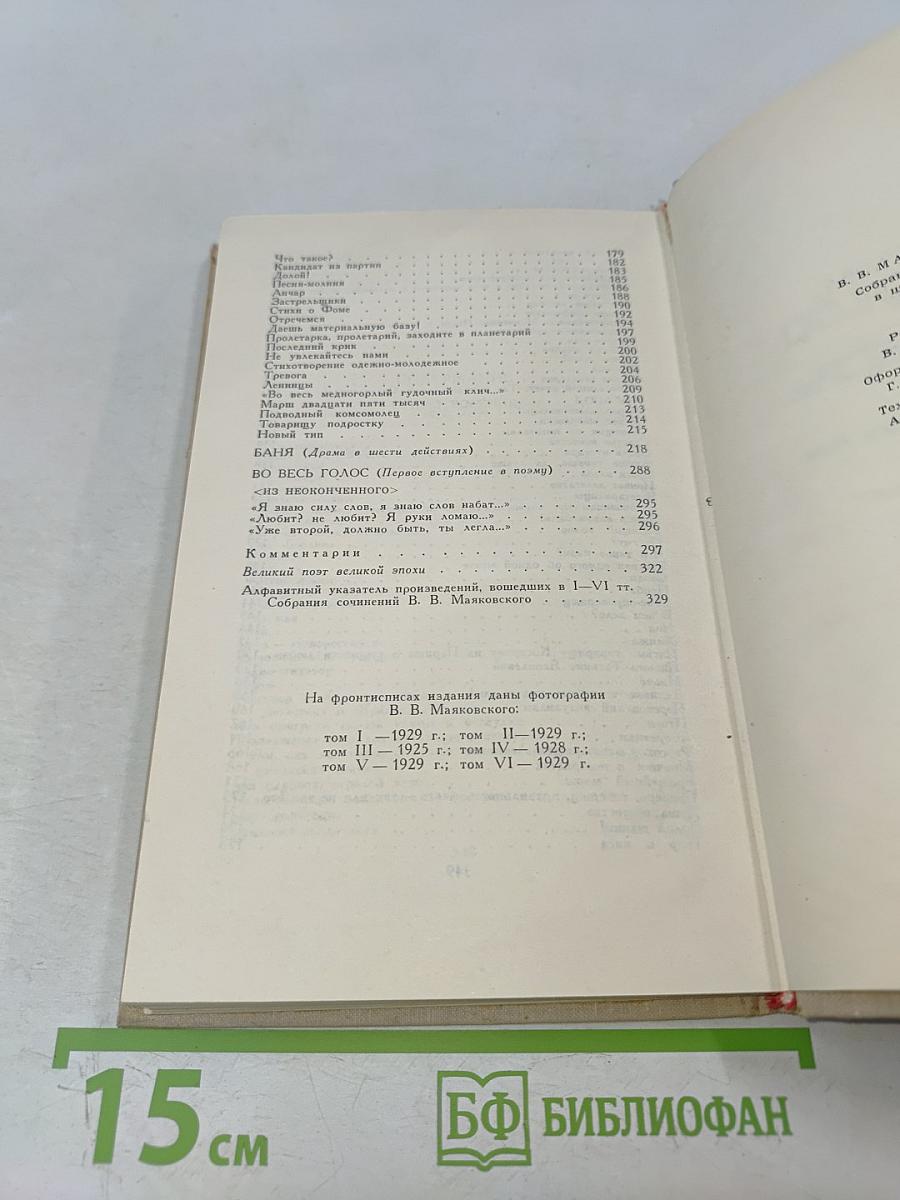 Что такое? . . . . . . . . . . . . . . . 179
Кандидат из партии . . . . . . . . . . . . 182
Долой! . . . . . . . . . . . . . . . . 183
Песня-молния . . . . . . . . . . . . . . 185
Анчар . . . . . . . . . . . . . . . . 186
Застрельщики . . . . . . . . . . . . . . 188
Стихи о Фоме . . . . . . . . . . . . . . 190
Отречемся . . . . . . . . . . . . . . . 192
Даешь материальную базу! . . . . . . . . . . 194
Пролетарка, пролетарий, заходите в планетарий . . . . 197
Последний крик . . . . . . . . . . . . . 199
Не увлекайтесь нами . . . . . . . . . . . . 200
Стихотворение одежно-молодежное . . . . . . . 202
Тревога . . . . . . . . . . . . . . . . 204
Ленинцы . . . . . . . . . . . . . . . . 206
«Во весь медногорлый гудочный клич...» . . . . . . 209
Марш двадцати пяти тысяч . . . . . . . . . . 210
Подводный комсомолец . . . . . . . . . . . 213
Товарищу подростку . . . . . . . . . . . . 214
Новый тип . . . . . . . . . . . . . . . 215
БАНЯ (Драма в шести действиях) . . . . . . . . . 218
ВО ВЕСЬ ГОЛОС (Первое вступление в поэму) . . . . 288
<ИЗ НЕОКОНЧЕННОГО>
«Я знаю силу слов, я знаю слов набат...» . . . . . . 295
«Любит? не любит? Я руки ломаю...» . . . . . . . 295
«Уже второй, должно быть, ты легла...» . . . . . . 296
Комментарии . . . . . . . . . . . . . . . 297
Великий поэт великой эпохи . . . . . . . . . . . 322
Алфавитный указатель произведений, вошедших в I—VI тт.
Собрания сочинений В. В. Маяковского . . . . . . 329
На фронтисписах издания даны фотографии
В. В. Маяковского:
том I —1929 г.; том II—1929 г.;
том III — 1925 г.; том IV — 1928 г.;
том V — 1929 г.; том VI — 1929 г.
В. В. МА
Собран
в ш
Р
В.
Офор
Г.
Тех
А
15 см
БФ БИБЛИОФАН